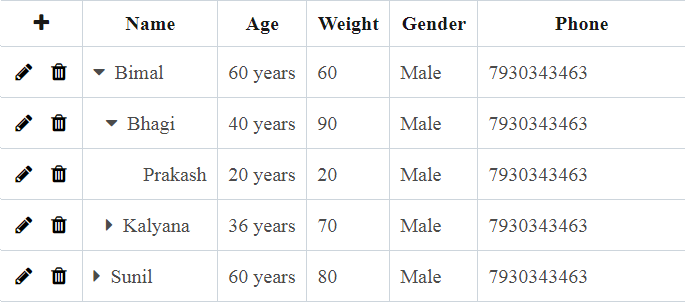 Name Age Weight Gender Phone
Bimal 60 years 60 Male 7930343463
Bhagi 40 years 90 Male 7930343463
Prakash 20 years 20 Male 7930343463
Kalyana 36 years 70 Male 7930343463
Sunil 60 years 80 Male 7930343463